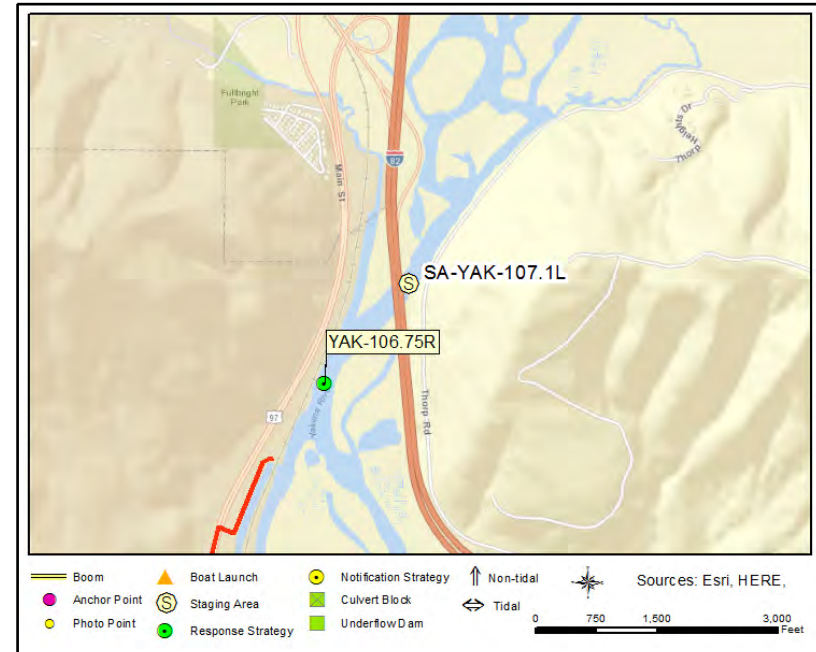 Fullbright
Park
Main St
82
Thorp Heights Dr
SA-YAK-107.1L
YAK-106.75R
Yakima River
97
Thorp Rd
Boom
Boat Launch
Notification Strategy
Non-tidal
Sources: Esri, HERE,
Anchor Point
S
Staging Area
Culvert Block
Tidal
Photo Point
Response Strategy
Underflow Dam
0 750 1,500 3,000
Feet